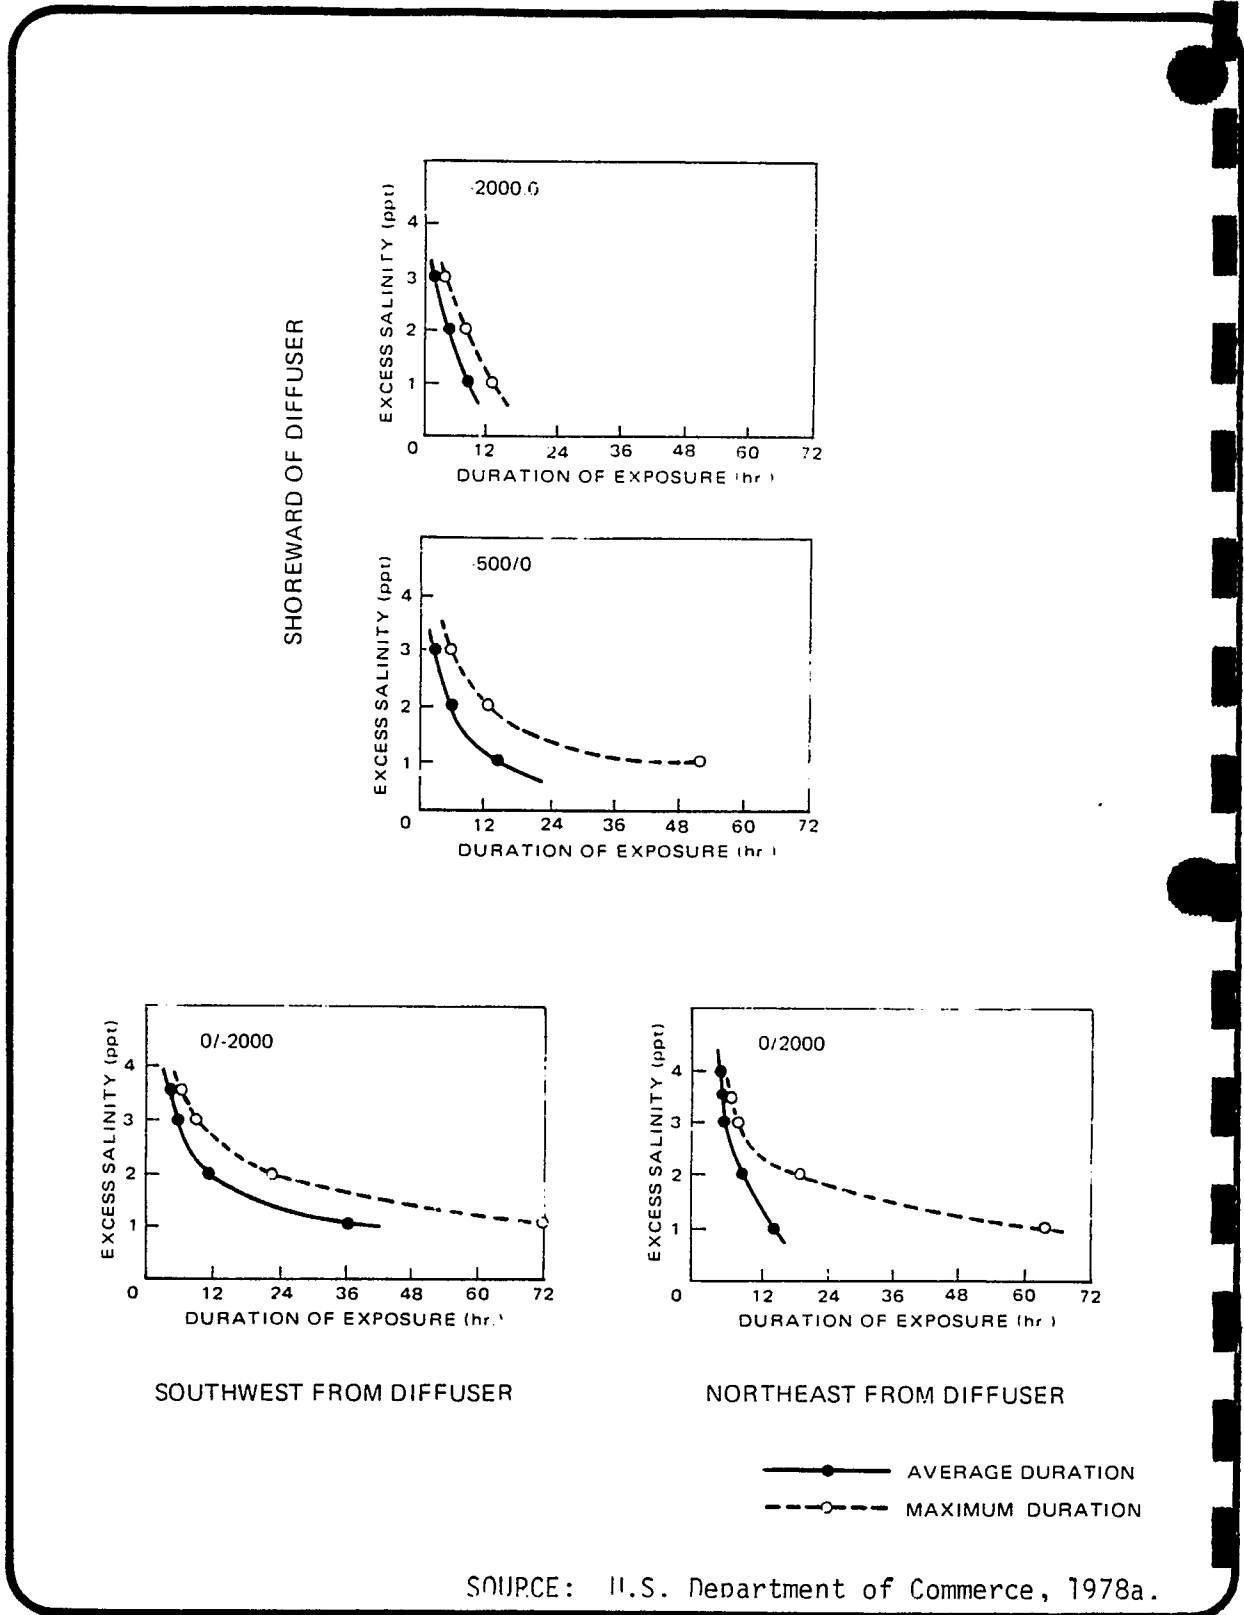 SHOREWARD OF DIFFUSER
-2000.0
EXCESS SALINITY (ppt)
4
3
2
1
0 12 24 36 48 60 72
DURATION OF EXPOSURE (hr.)
-500/0
EXCESS SALINITY (ppt)
4
3
2
1
0 12 24 36 48 60 72
DURATION OF EXPOSURE (hr.)
0/-2000
EXCESS SALINITY (ppt)
4
3
2
1
0 12 24 36 48 60 72
DURATION OF EXPOSURE (hr.)
SOUTHWEST FROM DIFFUSER
0/2000
EXCESS SALINITY (ppt)
4
3
2
1
0 12 24 36 48 60 72
DURATION OF EXPOSURE (hr.)
NORTHEAST FROM DIFFUSER
AVERAGE DURATION
MAXIMUM DURATION
SOURCE: U.S. Department of Commerce, 1978a.